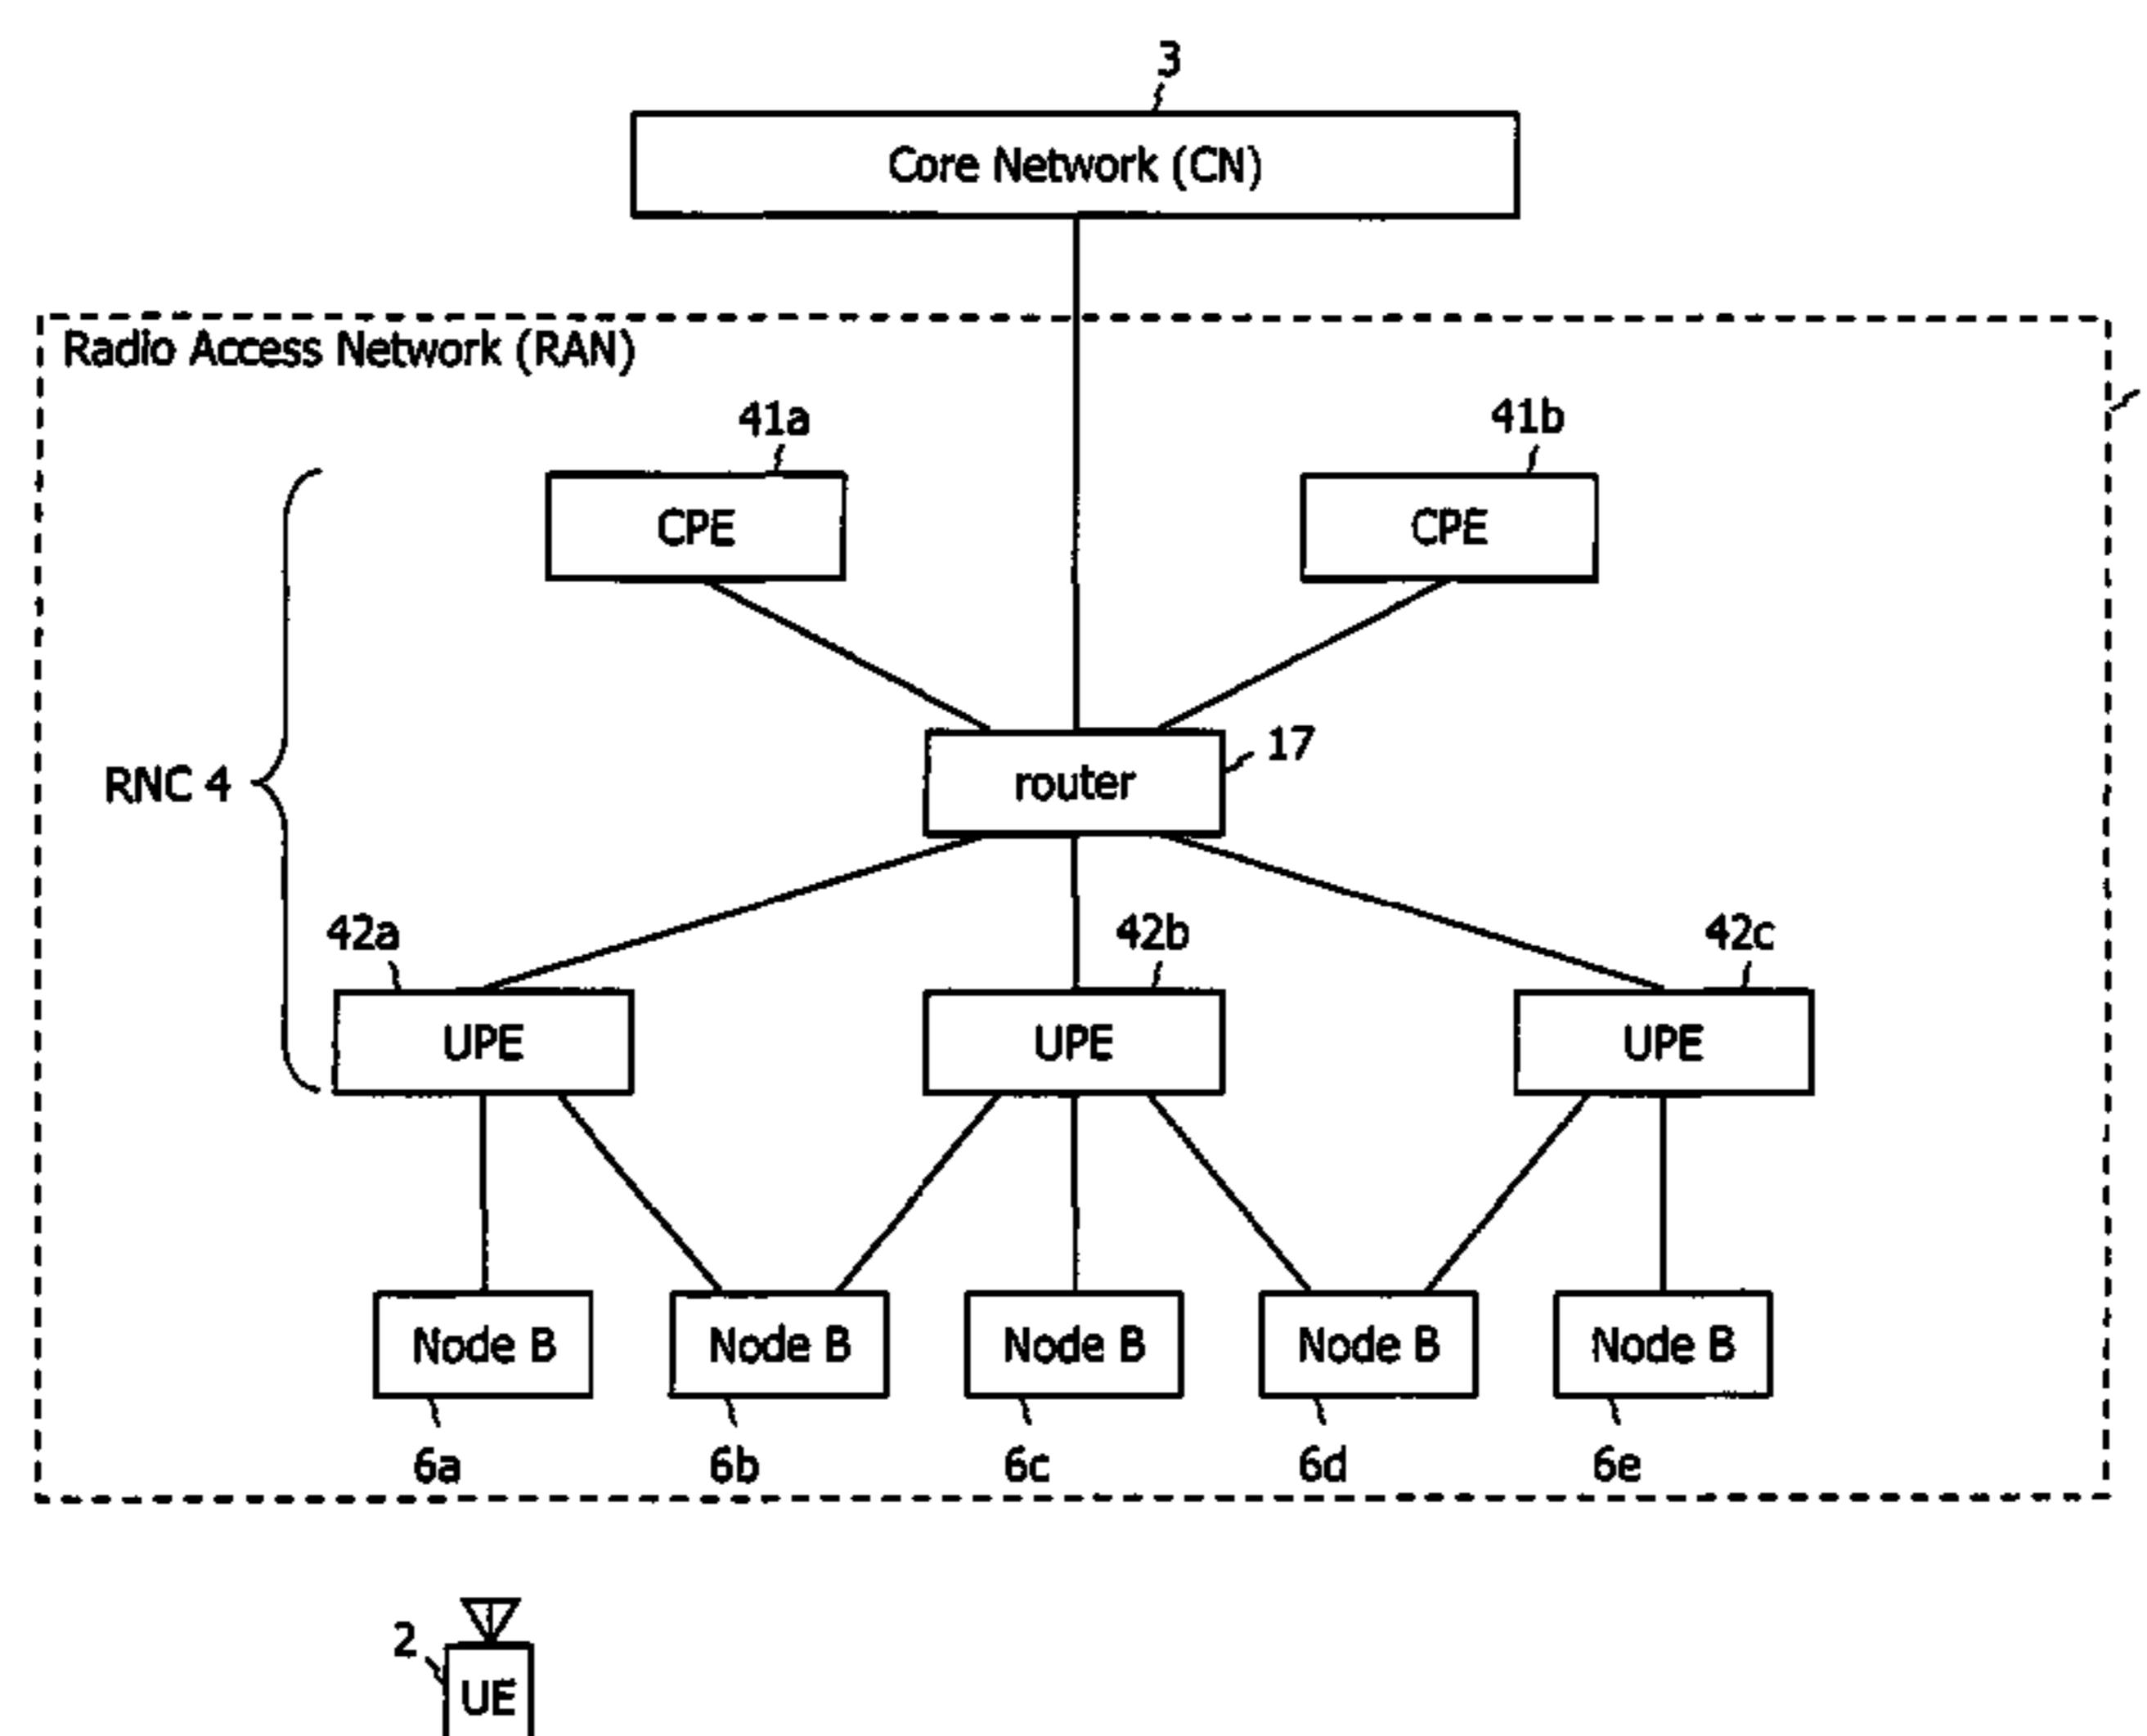 3
Core Network (CN)
Radio Access Network (RAN)
41a
41b
CPE
CPE
17
RNC 4
router
42a
42b
42c
UPE
UPE
UPE
Node B
Node B
Node B
Node B
Node B
6a
6b
6c
6d
6e
2
UE